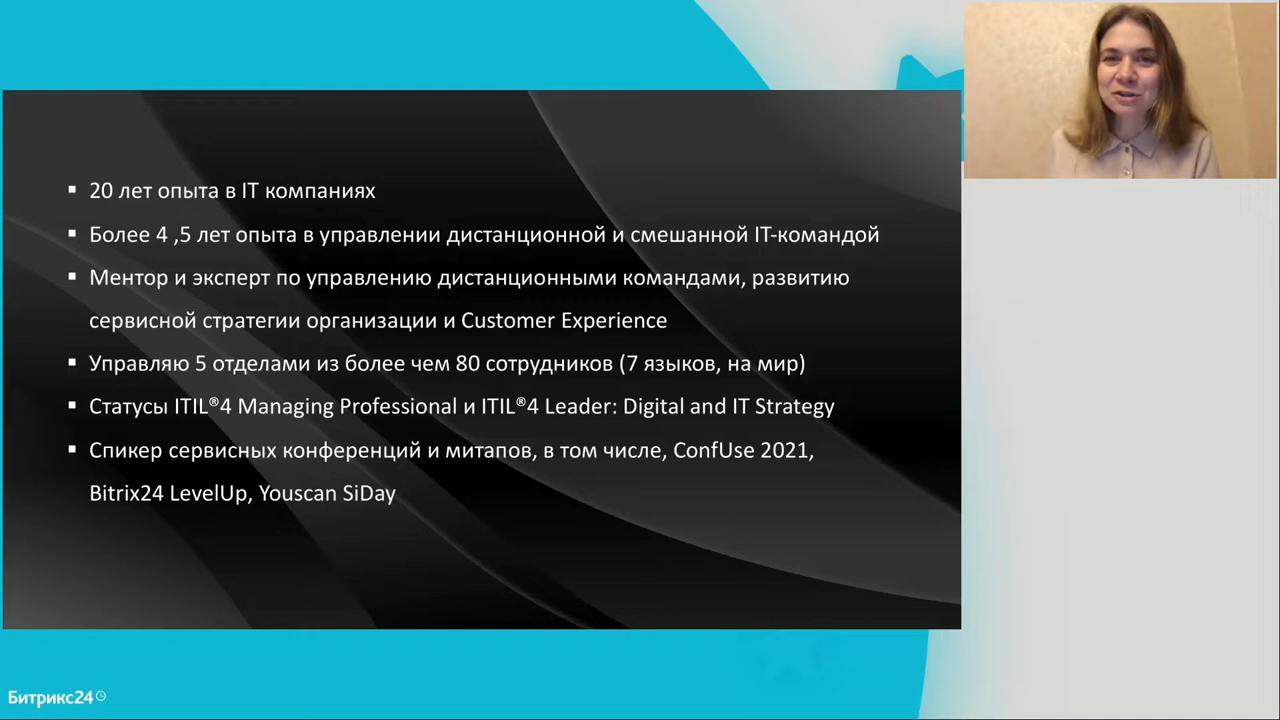 ▪ 20 лет опыта в IT компаниях
▪ Более 4 ,5 лет опыта в управлении дистанционной и смешанной IT-командой
▪ Ментор и эксперт по управлению дистанционными командами, развитию
сервисной стратегии организации и Customer Experience
▪ Управляю 5 отделами из более чем 80 сотрудников (7 языков, на мир)
▪ Статусы ITIL®4 Managing Professional и ITIL®4 Leader: Digital and IT Strategy
▪ Спикер сервисных конференций и митапов, в том числе, ConfUse 2021,
Bitrix24 LevelUp, Youscan SiDay
Битрикс24